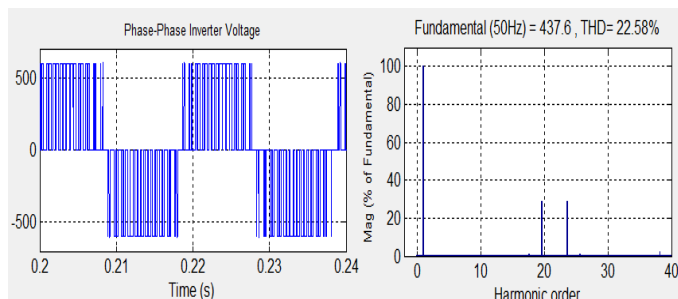 Phase-Phase Inverter Voltage
500
0
-500
0.2 0.21 0.22 0.23 0.24
Time (s)
Fundamental (50Hz) = 437.6 , THD= 22.58%
Mag (% of Fundamental)
100
80
60
40
20
0
0 10 20 30 40
Harmonic order